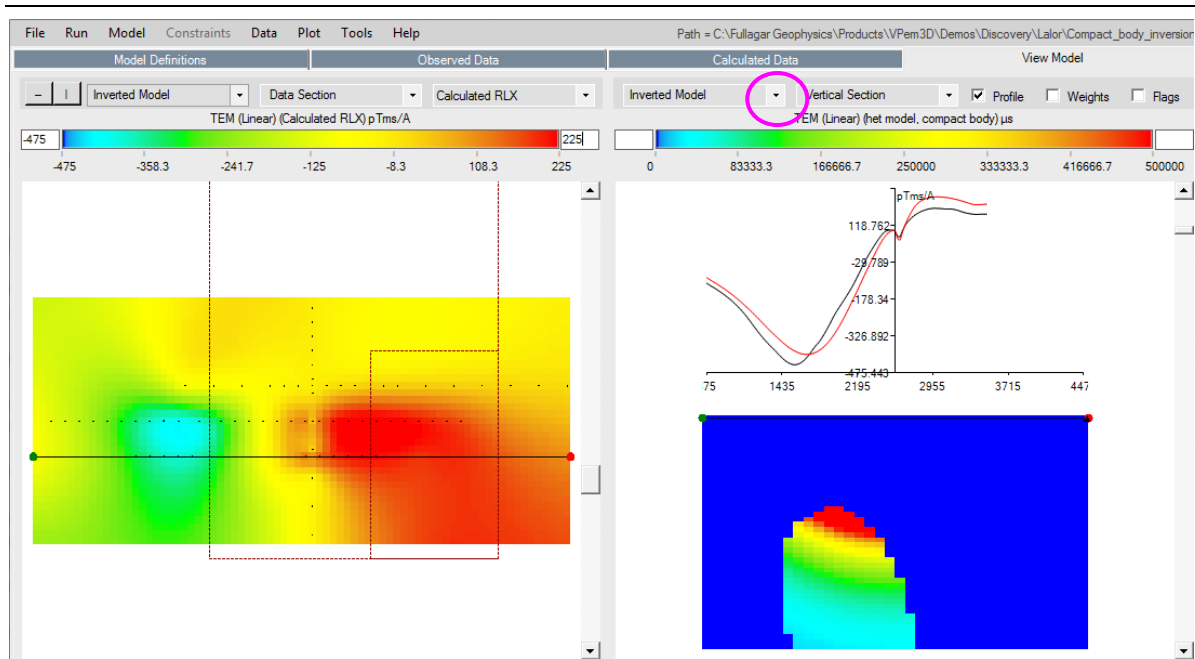 File Run Model Constraints Data Plot Tools Help Path = C:\Fullagar Geophysics\Products\VPem3D\Demos\Discovery\Lalor\Compact_body_inversion
Model Definitions Observed Data Calculated Data View Model
– | Inverted Model Data Section Calculated RLX Inverted Model Vertical Section Profile Weights Flags
TEM (Linear) (Calculated RLX) pTms/A TEM (Linear) (het model, compact body) µs
-475 225
-475 -358.3 -241.7 -125 -8.3 108.3 225 0 83333.3 166666.7 250000 333333.3 416666.7 500000
pTms/A
118.762
-29.789
-178.34
-326.892
-475.443
75 1435 2195 2955 3715 447